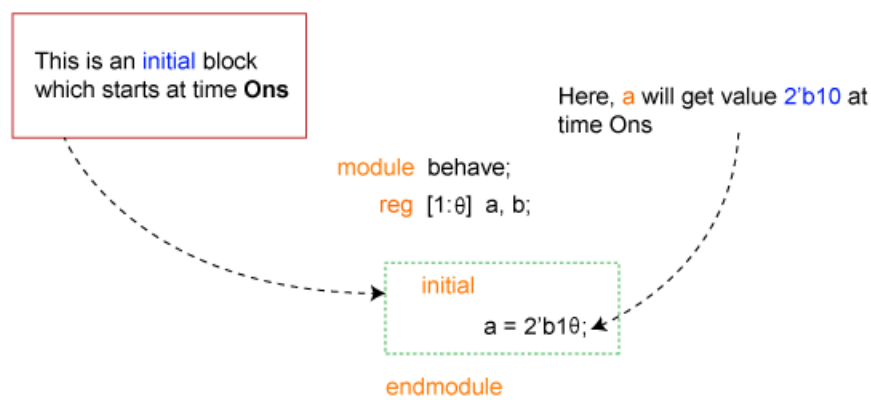 This is an initial block
which starts at time Ons
Here, a will get value 2'b10 at
time Ons
module behave;
reg [1:θ] a, b;
initial
a = 2'b1θ;
endmodule